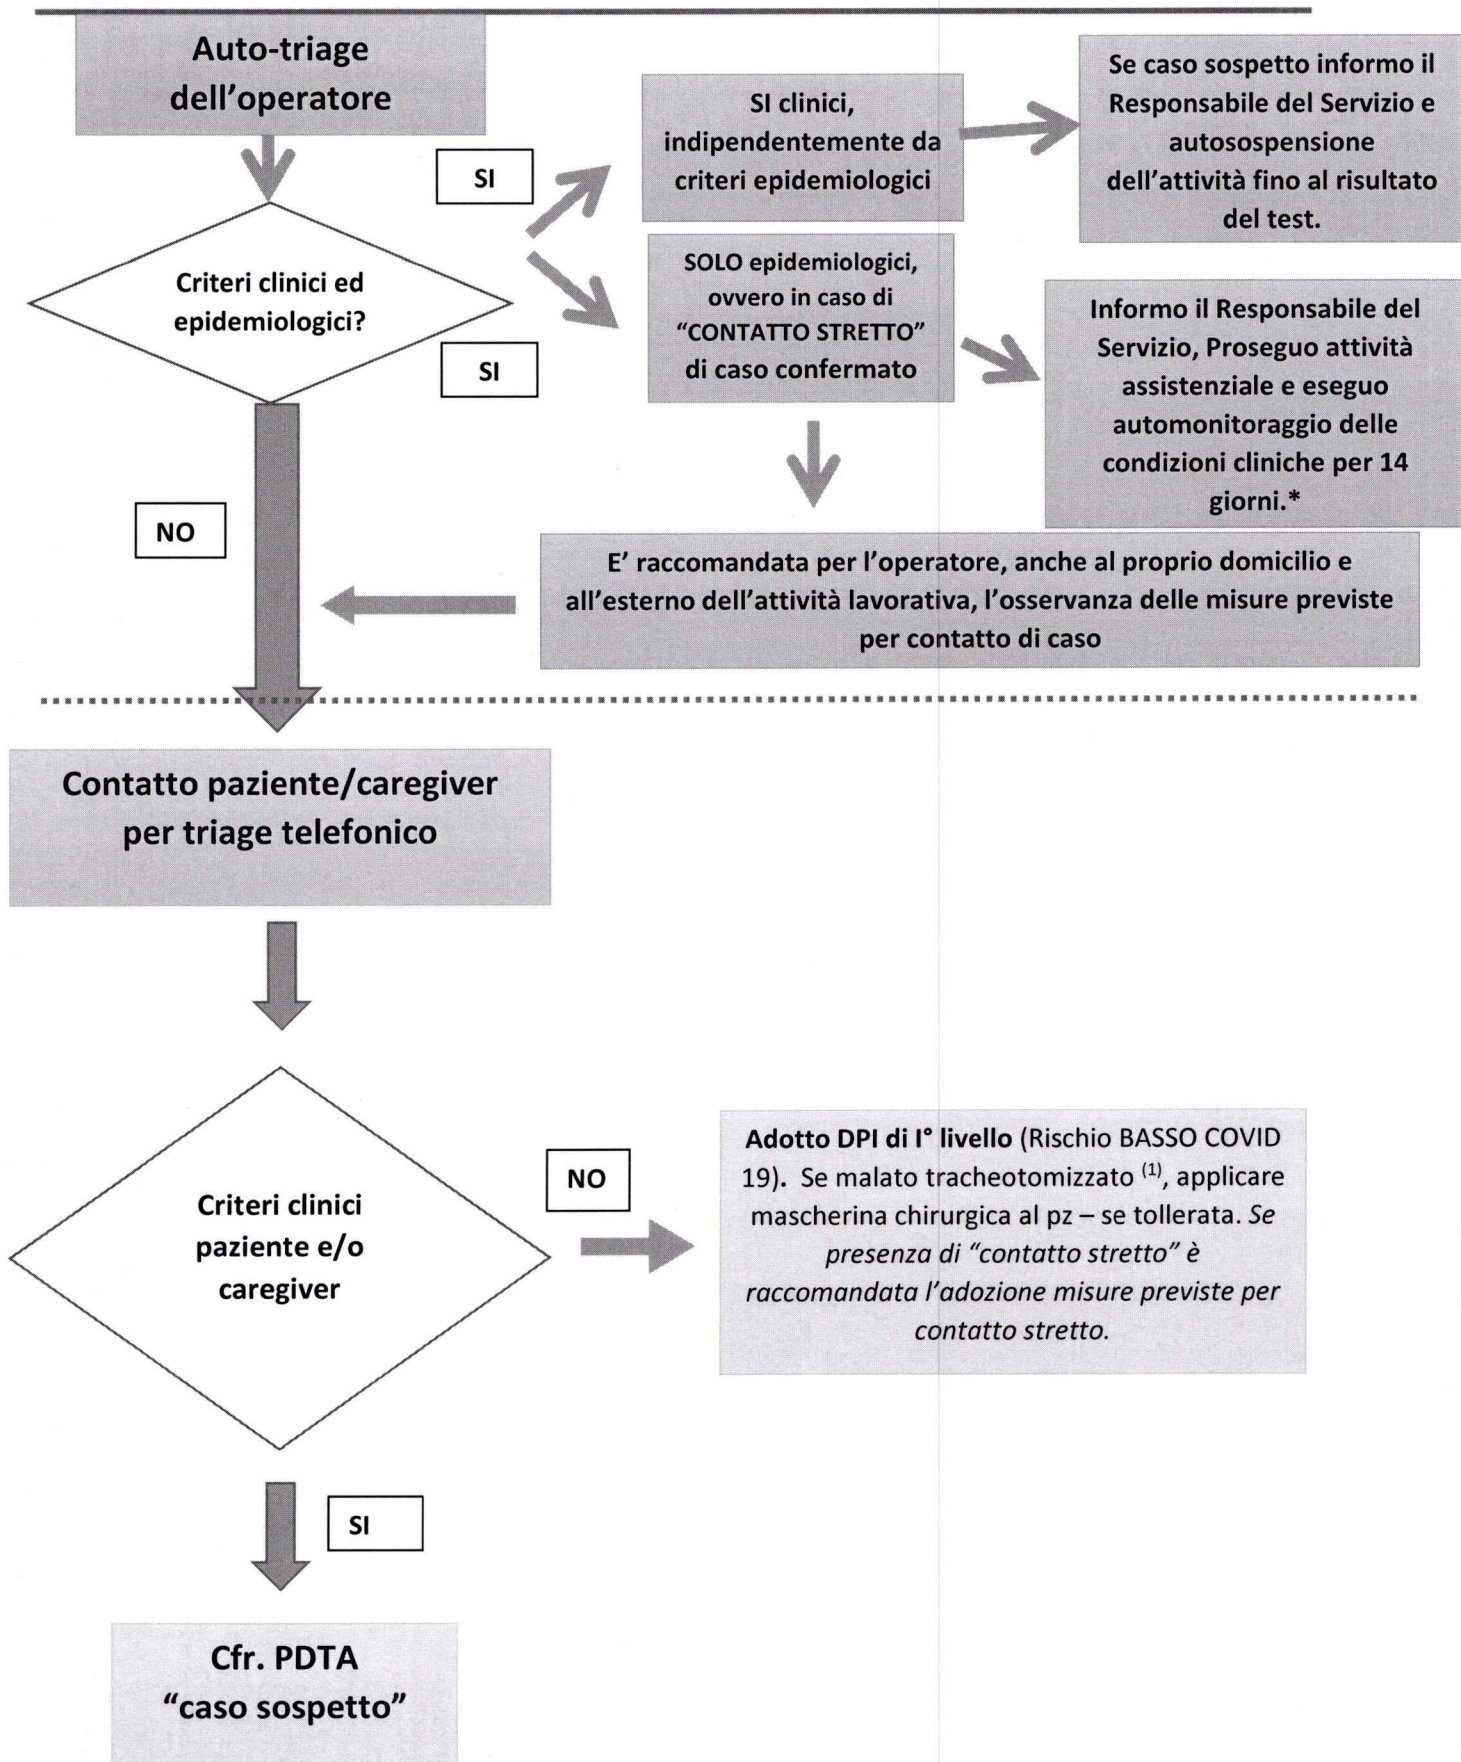 Auto-triage
dell’operatore
SI
SI clinici,
indipendentemente da
criteri epidemiologici
Se caso sospetto informo il
Responsabile del Servizio e
autosospensione
dell’attività fino al risultato
del test.
Criteri clinici ed
epidemiologici?
SI
SOLO epidemiologici,
ovvero in caso di
“CONTATTO STRETTO”
di caso confermato
Informo il Responsabile del
Servizio, Proseguo attività
assistenziale e eseguo
automonitoraggio delle
condizioni cliniche per 14
giorni.*
NO
E’ raccomandata per l’operatore, anche al proprio domicilio e
all’esterno dell’attività lavorativa, l’osservanza delle misure previste
per contatto di caso
Contatto paziente/caregiver
per triage telefonico
Criteri clinici
paziente e/o
caregiver
NO
Adotto DPI di I° livello (Rischio BASSO COVID
19). Se malato tracheotomizzato (1), applicare
mascherina chirurgica al pz – se tollerata. Se
presenza di “contatto stretto” è
raccomandata l’adozione misure previste per
contatto stretto.
SI
Cfr. PDTA
“caso sospetto”